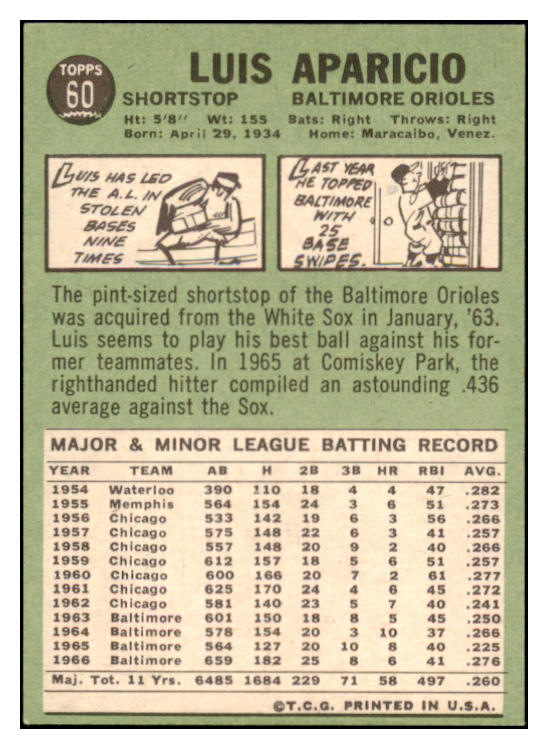 TOPPS
60
LUIS APARICIO
SHORTSTOP BALTIMORE ORIOLES
Ht: 5'8" Wt: 155 Bats: Right Throws: Right
Born: April 29, 1934 Home: Maracaibo, Venez.
LUIS HAS LED
THE A.L. IN
STOLEN
BASES
NINE
TIMES
LAST YEAR
HE TOPPED
BALTIMORE
WITH
25
BASE
SWIPES.
The pint-sized shortstop of the Baltimore Orioles
was acquired from the White Sox in January, '63.
Luis seems to play his best ball against his for-
mer teammates. In 1965 at Comiskey Park, the
righthanded hitter compiled an astounding .436
average against the Sox.
MAJOR & MINOR LEAGUE BATTING RECORD
YEAR TEAM AB H 2B 3B HR RBI AVG.
1954 Waterloo 390 110 18 4 4 47 .282
1955 Memphis 564 154 24 3 6 51 .273
1956 Chicago 533 142 19 6 3 56 .266
1957 Chicago 575 148 22 6 3 41 .257
1958 Chicago 557 148 20 9 2 40 .266
1959 Chicago 612 157 18 5 6 51 .257
1960 Chicago 600 166 20 7 2 61 .277
1961 Chicago 625 170 24 4 6 45 .272
1962 Chicago 581 140 23 5 7 40 .241
1963 Baltimore 601 150 18 8 5 45 .250
1964 Baltimore 578 154 20 3 10 37 .266
1965 Baltimore 564 127 20 10 8 40 .225
1966 Baltimore 659 182 25 8 6 41 .276
Maj. Tot. 11 Yrs. 6485 1684 229 71 58 497 .260
©T.C.G. PRINTED IN U.S.A.